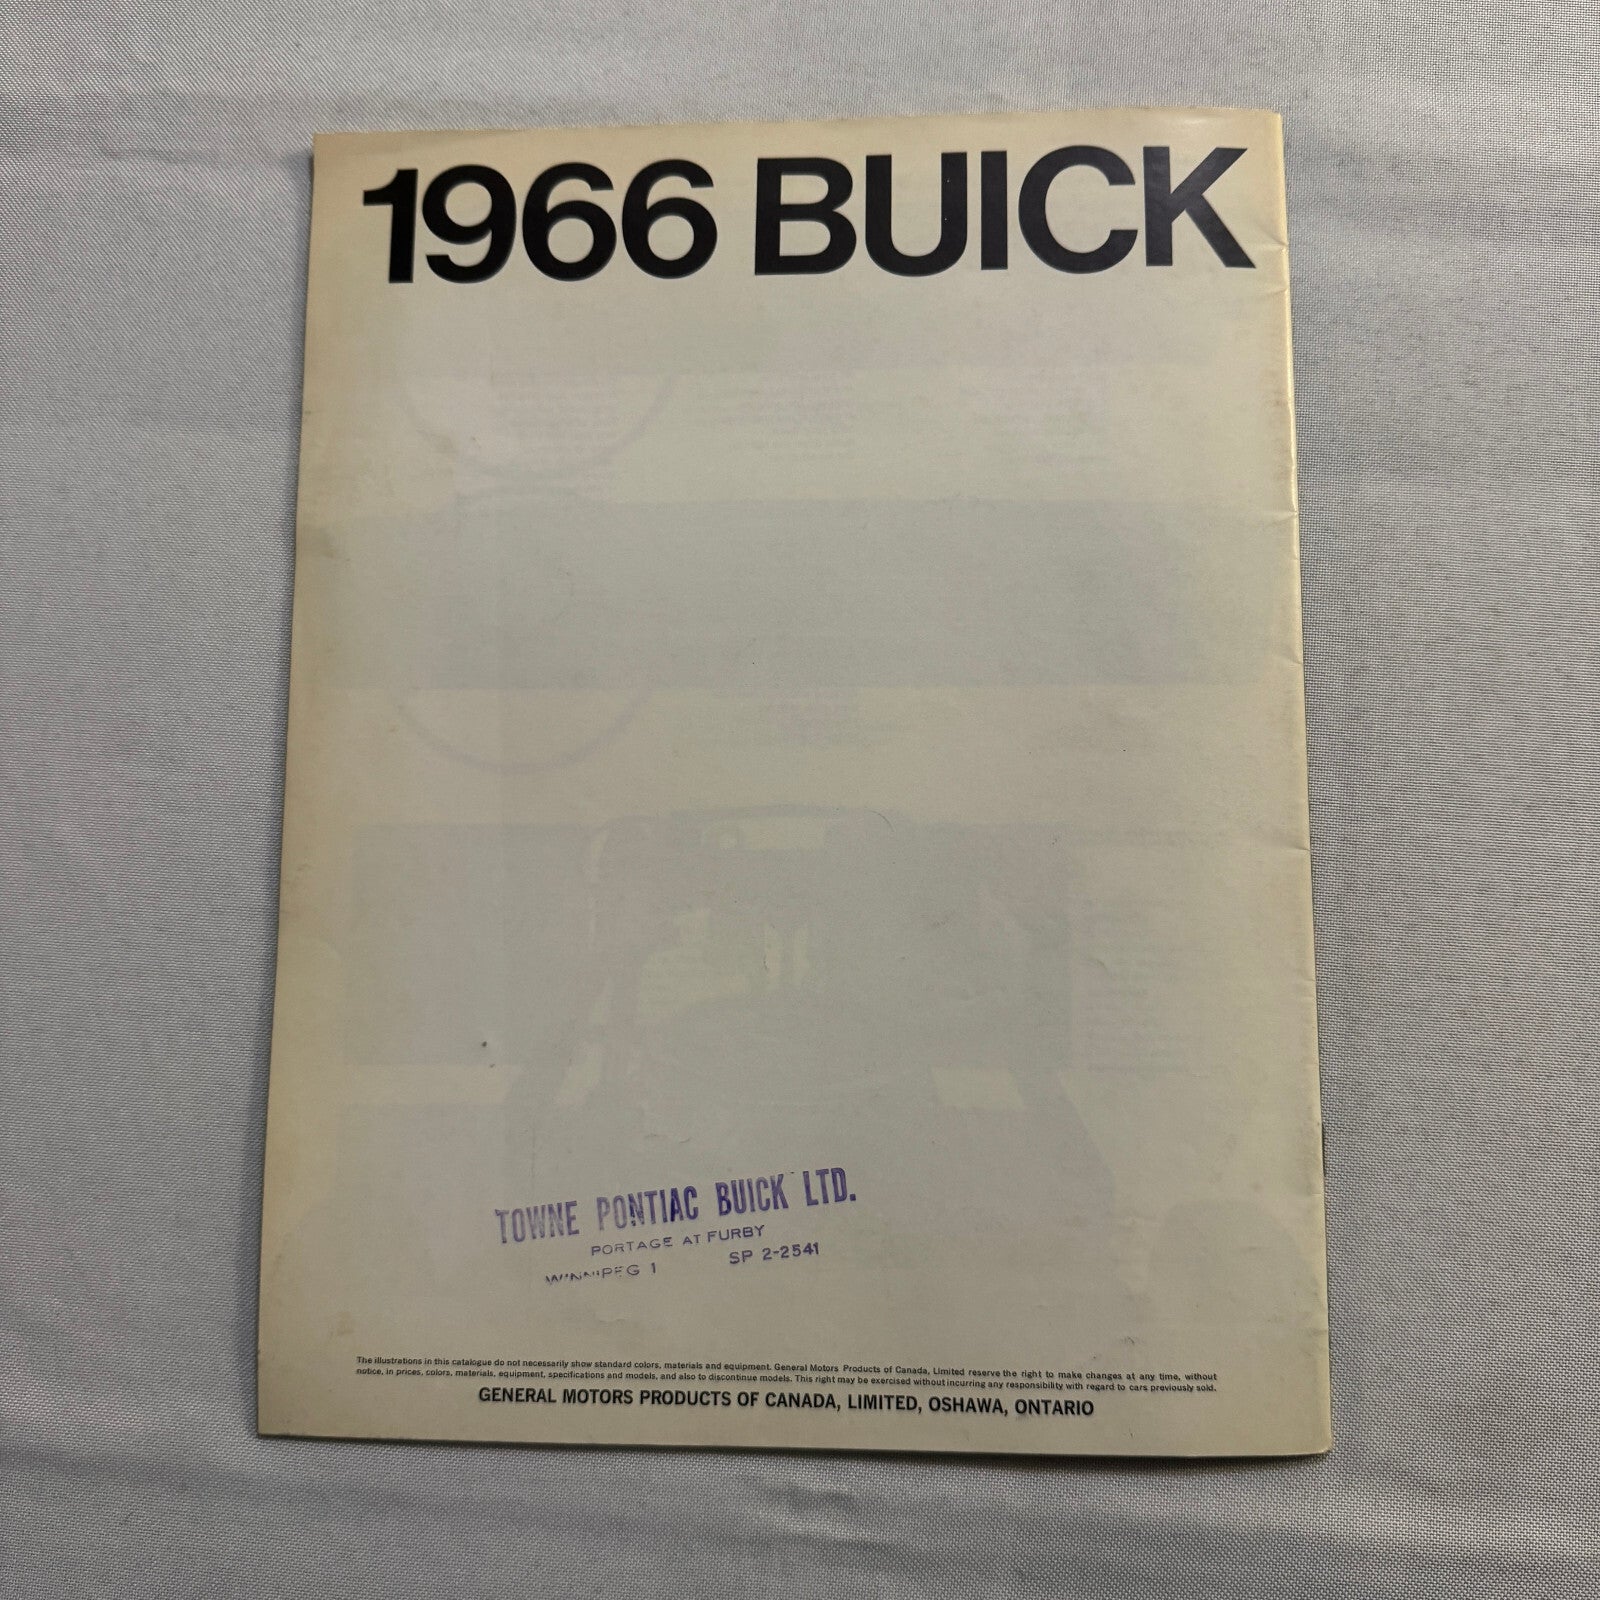 1966 BUICK
TOWNE PONTIAC BUICK LTD.
PORTAGE AT FURBY
WINNIPEG 1 SP 2-2541
The illustrations in this catalogue do not necessarily show standard colors, materials and equipment. General Motors Products of Canada, Limited reserve the right to make changes at any time, without
notice, in prices, colors, materials, equipment, specifications and models, and also to discontinue models. This right may be exercised without incurring any responsibility with regard to cars previously sold.
GENERAL MOTORS PRODUCTS OF CANADA, LIMITED, OSHAWA, ONTARIO